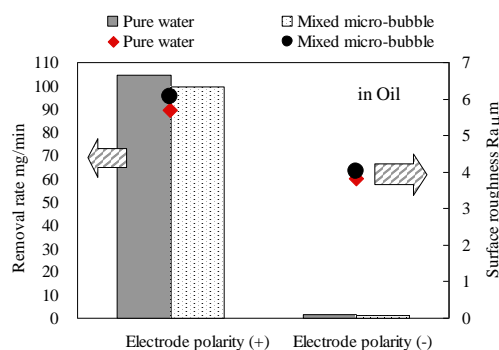 Pure water
Mixed micro-bubble
Pure water
Mixed micro-bubble
110
100
90
80
70
60
50
40
30
20
10
0
Removal rate mg/min
in Oil
7
6
5
4
3
2
1
0
Surface roughness Ra μm
Electrode polarity (+)
Electrode polarity (-)